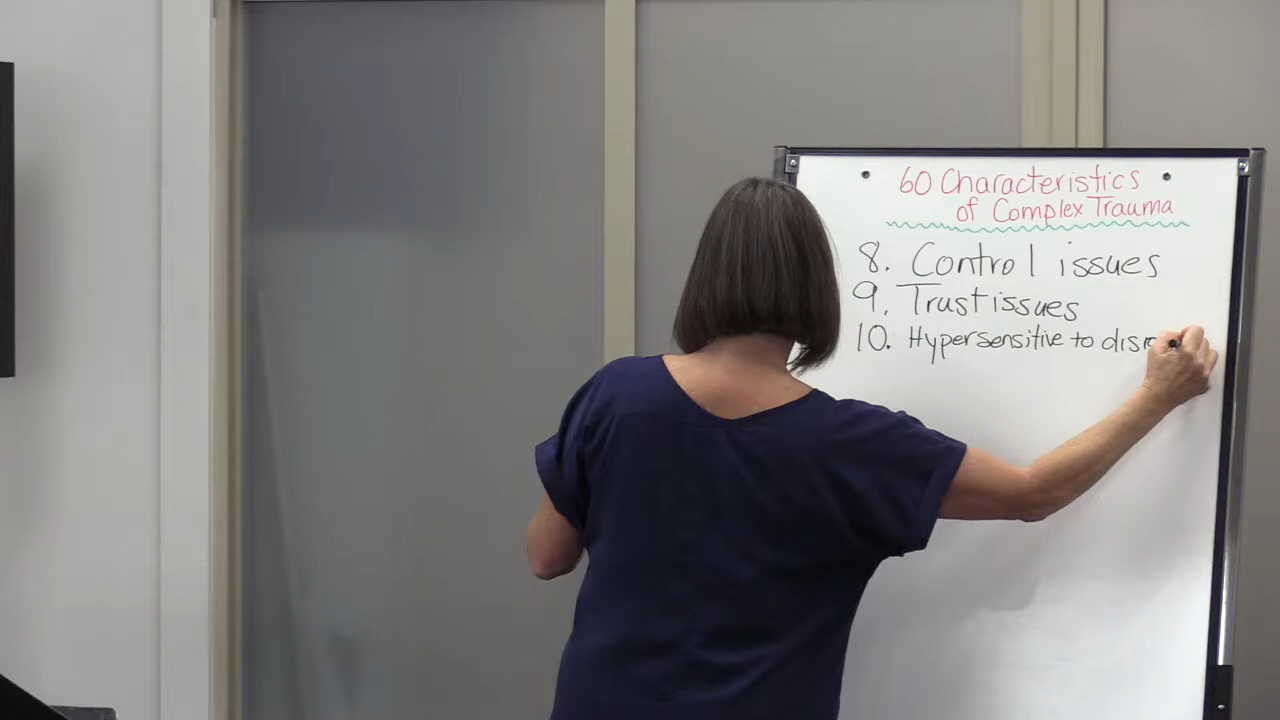 60 Characteristics
of Complex Trauma
8. Control issues
9. Trust issues
10. Hypersensitive to